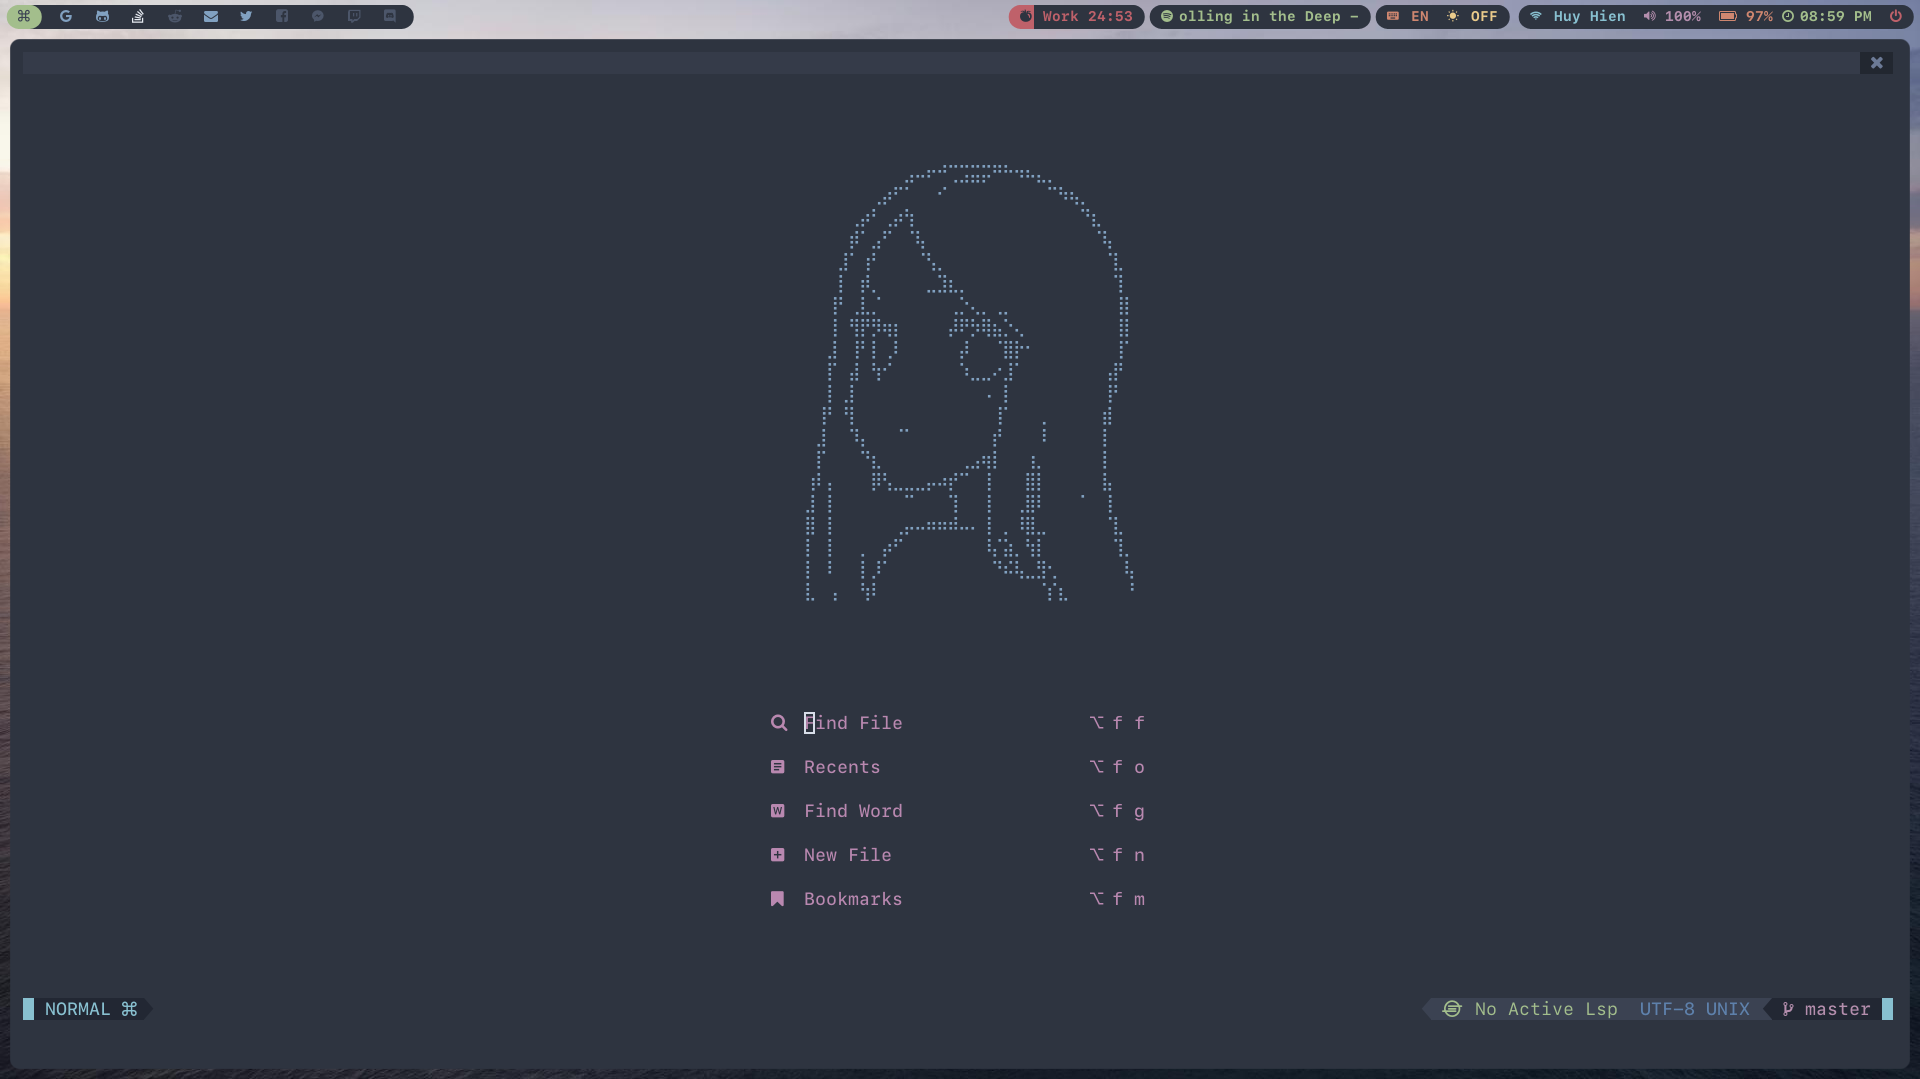 Work 24:53 olling in the Deep – EN OFF Huy Hien 100% 97% 08:59 PM
Find File ⌥ f f
Recents ⌥ f o
Find Word ⌥ f g
New File ⌥ f n
Bookmarks ⌥ f m
NORMAL ⌘ No Active Lsp UTF-8 UNIX master